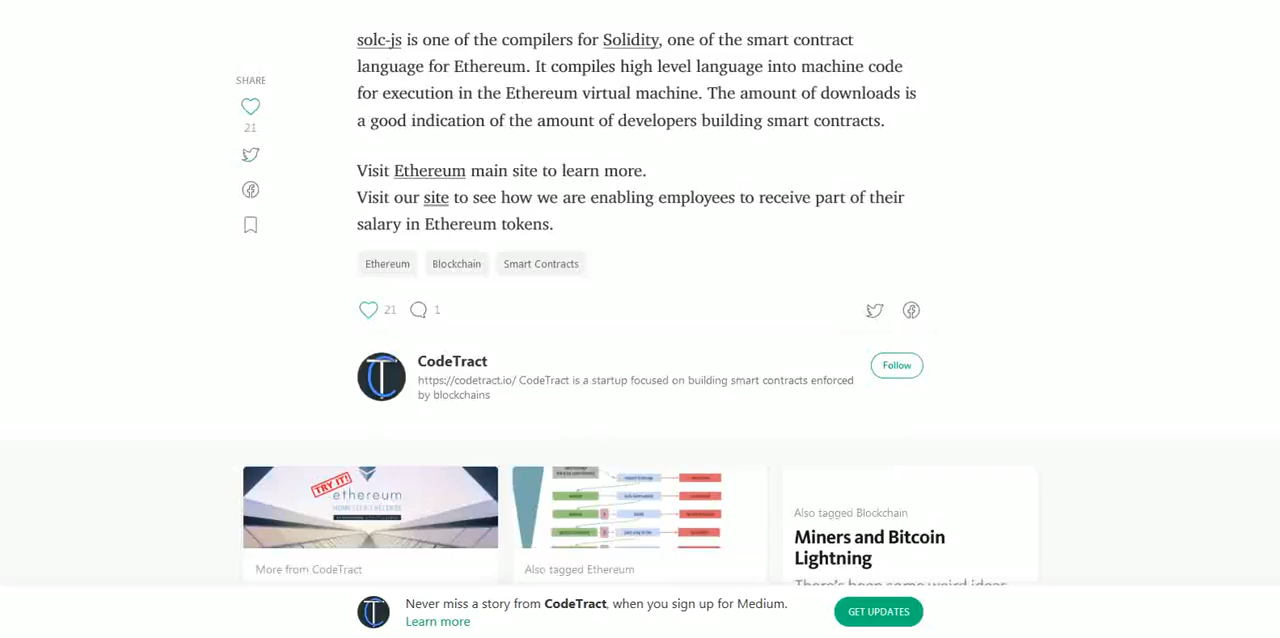 solc-js is one of the compilers for Solidity, one of the smart contract
language for Ethereum. It compiles high level language into machine code
for execution in the Ethereum virtual machine. The amount of downloads is
a good indication of the amount of developers building smart contracts.
SHARE
21
Visit Ethereum main site to learn more.
Visit our site to see how we are enabling employees to receive part of their
salary in Ethereum tokens.
Ethereum Blockchain Smart Contracts
21 1
CodeTract
Follow
https://codetract.io/ CodeTract is a startup focused on building smart contracts enforced
by blockchains
TRY IT!
ethereum
More from CodeTract
Also tagged Ethereum
Also tagged Blockchain
Miners and Bitcoin
Lightning
There's been some weird ideas
Never miss a story from CodeTract, when you sign up for Medium.
Learn more
GET UPDATES